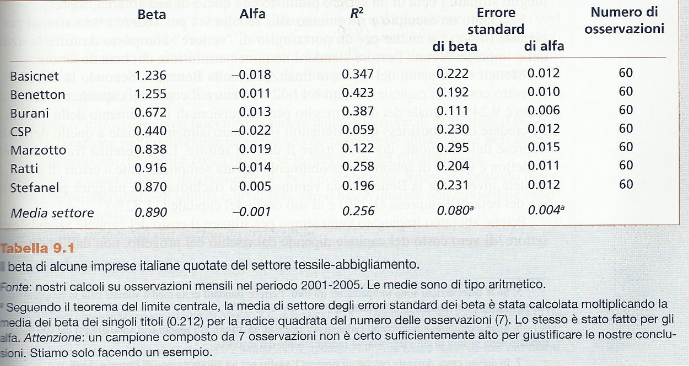 Beta Alfa R² Errore standard Numero di osservazioni
di beta di alfa
Basicnet 1.236 –0.018 0.347 0.222 0.012 60
Benetton 1.255 0.011 0.423 0.192 0.010 60
Burani 0.672 0.013 0.387 0.111 0.006 60
CSP 0.440 –0.022 0.059 0.230 0.012 60
Marzotto 0.838 0.019 0.122 0.295 0.015 60
Ratti 0.916 –0.014 0.258 0.204 0.011 60
Stefanel 0.870 0.005 0.196 0.231 0.012 60
Media settore 0.890 –0.001 0.256 0.080ᵃ 0.004ᵃ
Tabella 9.1
I beta di alcune imprese italiane quotate del settore tessile-abbigliamento.
Fonte: nostri calcoli su osservazioni mensili nel periodo 2001-2005. Le medie sono di tipo aritmetico.
ᵃ Seguendo il teorema del limite centrale, la media di settore degli errori standard dei beta è stata calcolata moltiplicando la
media dei beta dei singoli titoli (0.212) per la radice quadrata del numero delle osservazioni (7). Lo stesso è stato fatto per gli
alfa. Attenzione: un campione composto da 7 osservazioni non è certo sufficientemente alto per giustificare le nostre conclu-
sioni. Stiamo solo facendo un esempio.